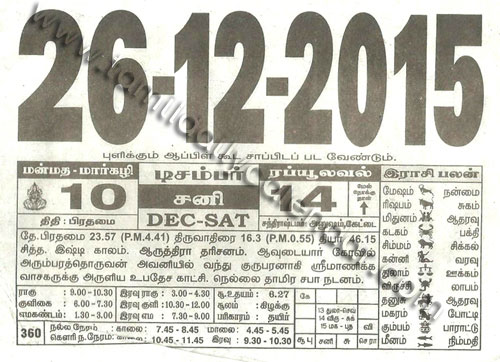 26-12-2015
www.tamildailycalendar.com
புளிக்கும் ஆப்பிள் கூட சாப்பிடப் பட வேண்டும்.
மன்மத - மார்கழி
டிசம்பர்
ரப்யூலவல்
மேல் நோக்கு நாள்
இராசி பலன்
10
சனி
14
திதி : பிரதமை
DEC-SAT
சந்திராஷ்டமம் அனுஷம், கேட்டை
மேஷம் நன்மை
ரிஷபம் சுகம்
மிதுனம் ஆதரவு
கடகம் பக்தி
சிம்மம் சிக்கல்
கன்னி வரவு
துலாம் ஊக்கம்
லாபம்
தனுசு ஆதரவு
மகரம்
கும்பம் பாராட்டு
மீனம் நிம்மதி
தே.பிரதமை 23.57 (P.M.4.41) திருவாதிரை 16.3 (P.M.0.55) தியா 46.15
சித்த, இஷ்டி காலம். ஆருத்திரா தரிசனம். ஆவுடையார் கோவில்
அரும்பரத்தொருவன் அவனியில் வந்து குருபரனாகி ஸ்ரீமாணிக்க
வாசகருக்கு அருளிய உபதேச காட்சி. நெல்லை தாமிர சபா நடனம்.
ராகு 9.00 - 10.30 இரவு ராகு 3.00 - 4.30 சூ.உதயம் : 6.27
குளிகை : 6.00 - 7.30 இரவு குளி : 10.30 - 12.00 சூலம் : கிழக்கு
எமகண்டம் : 1.30 - 3.00 இரவு எம : 7.30 - 9.00 பரிகாரம் : தயிர்
360 நல்ல நேரம் காலை: 7.45 - 8.45 மாலை: 4.45 - 5.45
கௌரி ந.நேரம்: காலை: 10.45 - 11.45 இரவு: 9.30 - 10.30